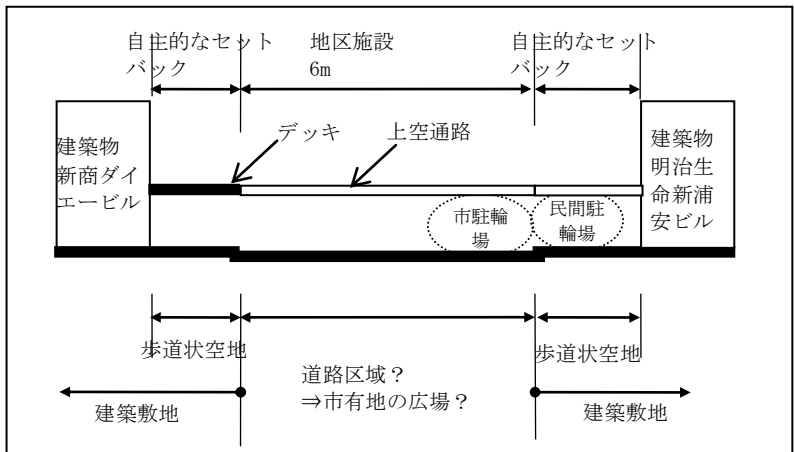 自主的なセット
バック
地区施設
6m
自主的なセット
バック
デッキ
上空通路
建築物
新商ダイ
エービル
建築物
明治生
命新浦
安ビル
市駐輪
場
民間駐
輪場
歩道状空地
歩道状空地
道路区域？
⇒市有地の広場？
建築敷地
建築敷地